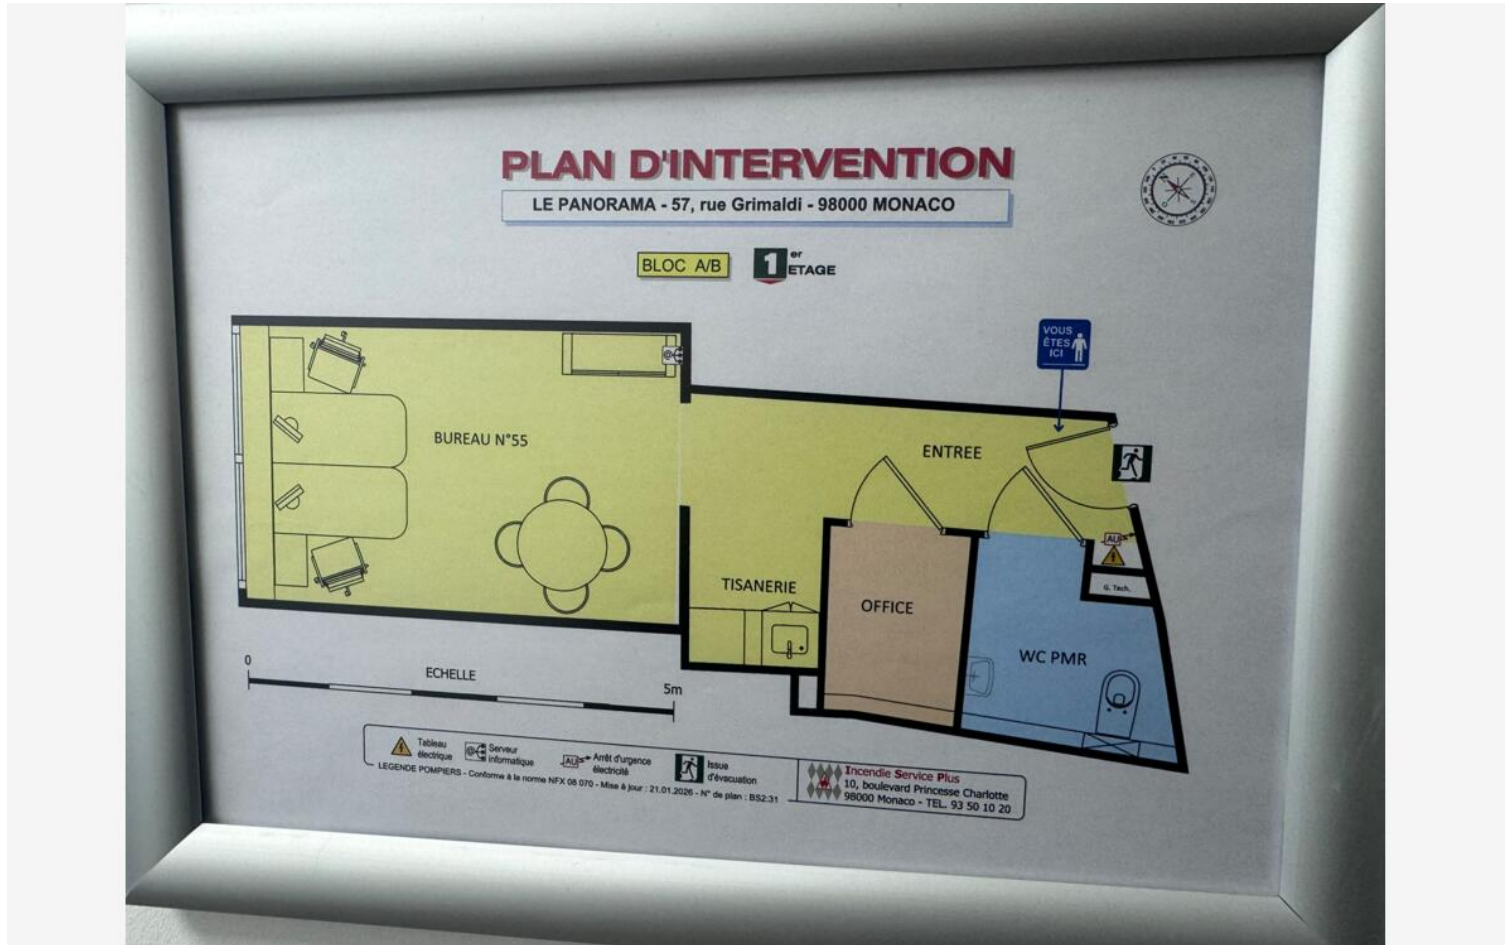 PLAN D'INTERVENTION
LE PANORAMA - 57, rue Grimaldi - 98000 MONACO
BLOC A/B
1er ETAGE
VOUS
ÊTES
ICI
BUREAU N°55
ENTREE
AU
TISANERIE
OFFICE
G. Tech.
WC PMR
0
ECHELLE
5m
Tableau
électrique
Serveur
informatique
AU
Arrêt d'urgence
électricité
Issue
d'évacuation
LEGENDE POMPIERS - Conforme à la norme NFX 08 070 - Mise à jour : 21.01.2026 - N° de plan : BS2:31
Incendie Service Plus
10, boulevard Princesse Charlotte
98000 Monaco - TEL. 93 50 10 20